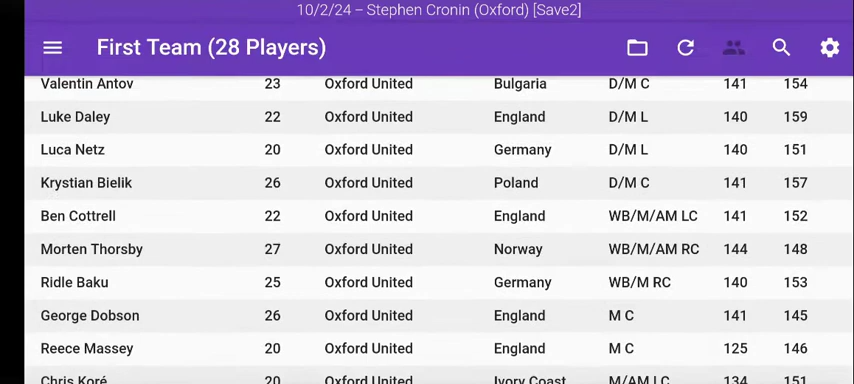 10/2/24 – Stephen Cronin (Oxford) [Save2]
First Team (28 Players)
Valentin Antov 23 Oxford United Bulgaria D/M C 141 154
Luke Daley 22 Oxford United England D/M L 140 159
Luca Netz 20 Oxford United Germany D/M L 140 151
Krystian Bielik 26 Oxford United Poland D/M C 141 157
Ben Cottrell 22 Oxford United England WB/M/AM LC 141 152
Morten Thorsby 27 Oxford United Norway WB/M/AM RC 144 148
Ridle Baku 25 Oxford United Germany WB/M RC 140 153
George Dobson 26 Oxford United England M C 141 145
Reece Massey 20 Oxford United England M C 125 146
Chris Koré 20 Oxford United Ivory Coast M/AM LC 134 151